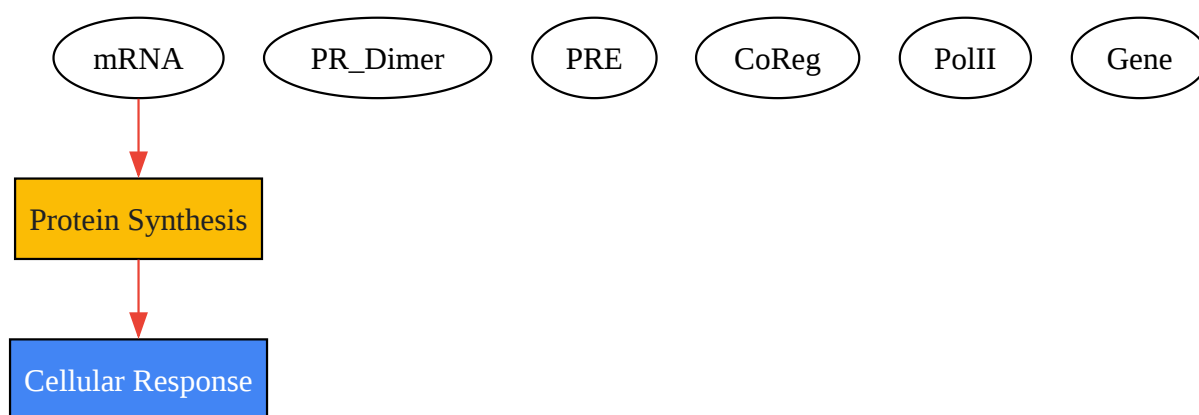 mRNA
PR_Dimer
PRE
CoReg
PolII
Gene
Protein Synthesis
Cellular Response